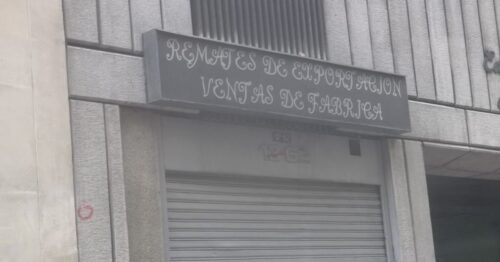 REMATES DE EXPORTACION
VENTAS DE FABRICA